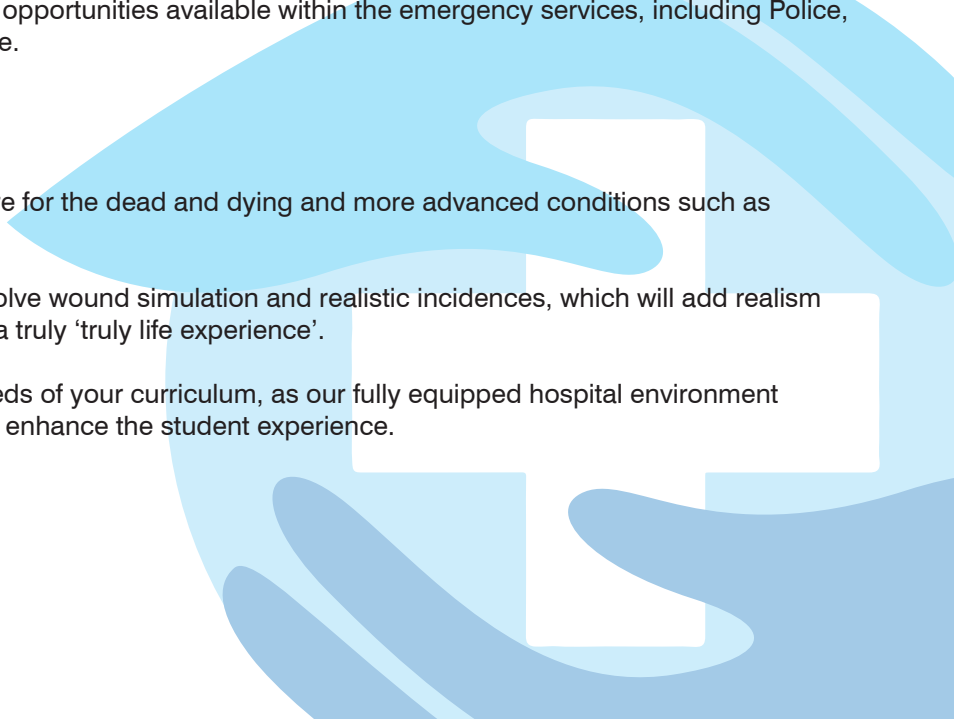 opportunities available within the emergency services, including Police,
e.
e for the dead and dying and more advanced conditions such as
olve wound simulation and realistic incidences, which will add realism
a truly ‘truly life experience’.
eds of your curriculum, as our fully equipped hospital environment
enhance the student experience.